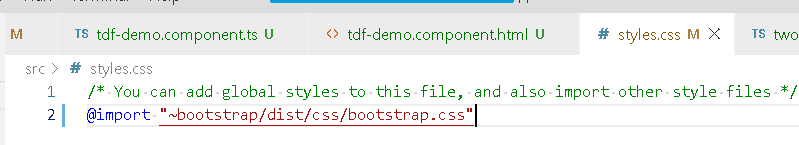 M TS tdf-demo.component.ts U <> tdf-demo.component.html U # styles.css M × TS two
src > # styles.css
1 /* You can add global styles to this file, and also import other style files */
2 @import "~bootstrap/dist/css/bootstrap.css"